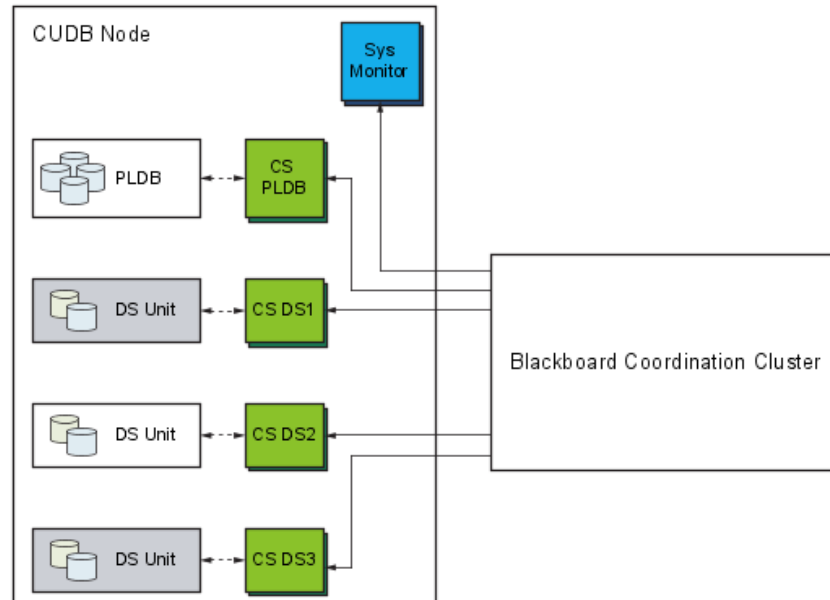 CUDB Node
Sys
Monitor
PLDB
CS
PLDB
DS Unit
CS DS1
Blackboard Coordination Cluster
DS Unit
CS DS2
DS Unit
CS DS3